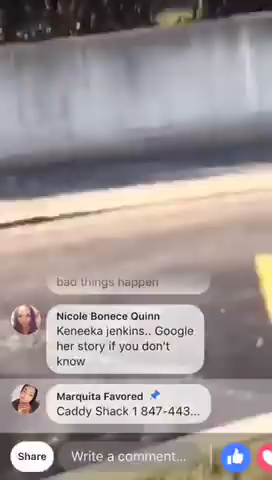 bad things happen
Nicole Bonece Quinn
Keneeka jenkins.. Google
her story if you don't
know
Marquita Favored
Caddy Shack 1 847-443...
Share
Write a comment...